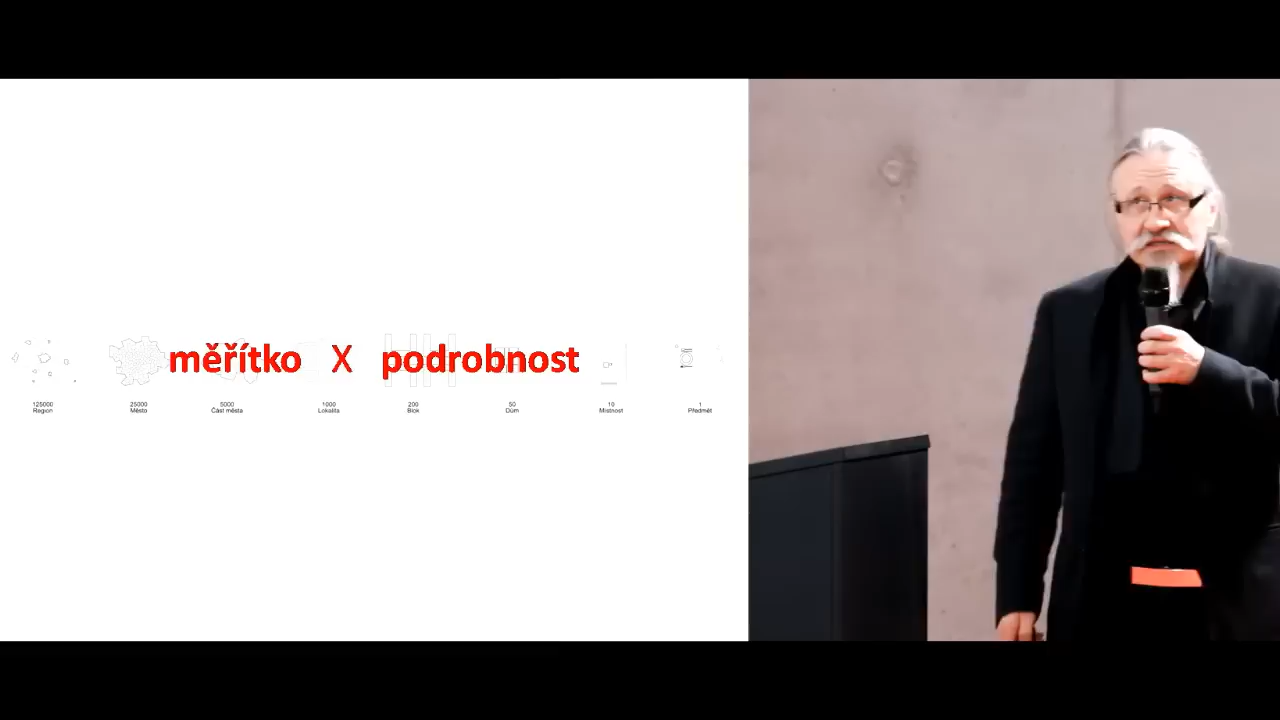 měřítko X podrobnost
125000 25000 5000 1000 200 50 10 1
Region Město Část města Lokalita Blok Dům Místnost Předmět